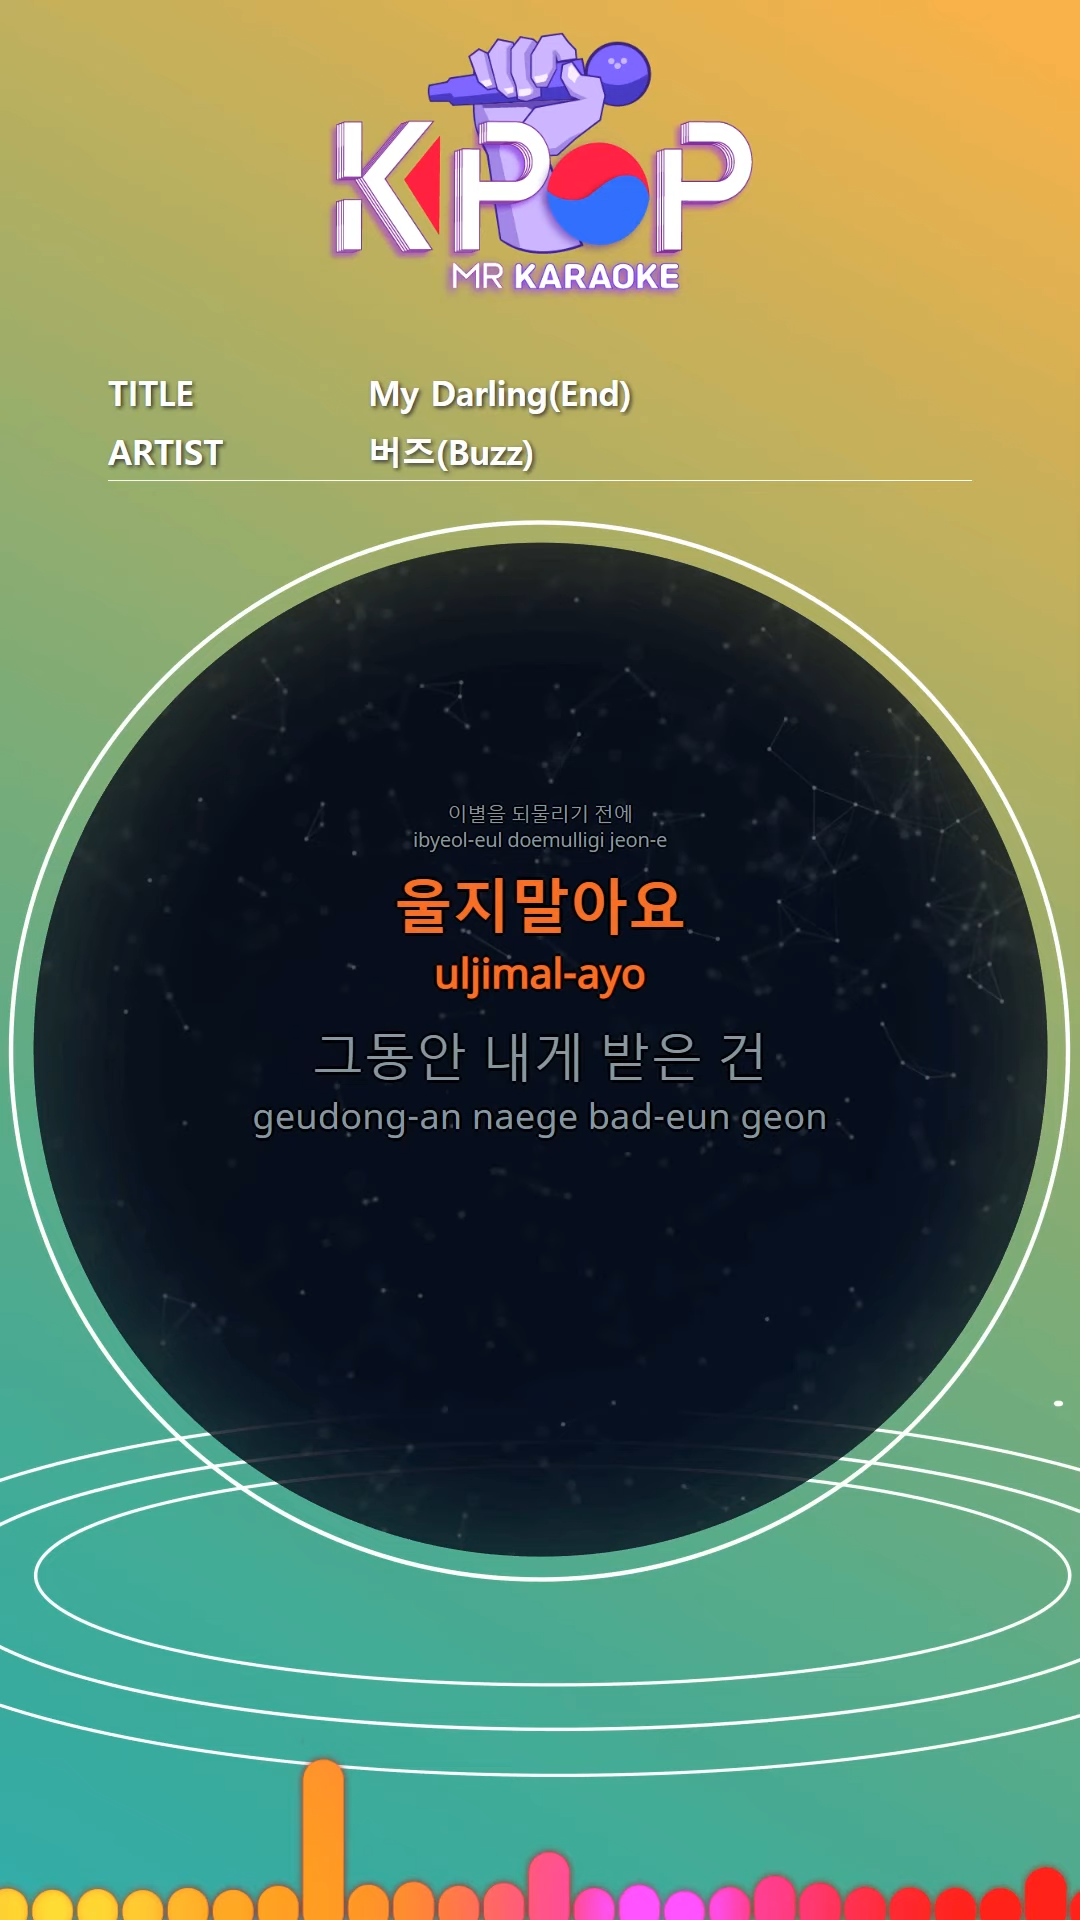 KPOP
MR KARAOKE
TITLE My Darling(End)
ARTIST 버즈(Buzz)
이별을 되물리기 전에
ibyeol-eul doemulligi jeon-e
울지말아요
uljimal-ayo
그동안 내게 받은 건
geudong-an naege bad-eun geon